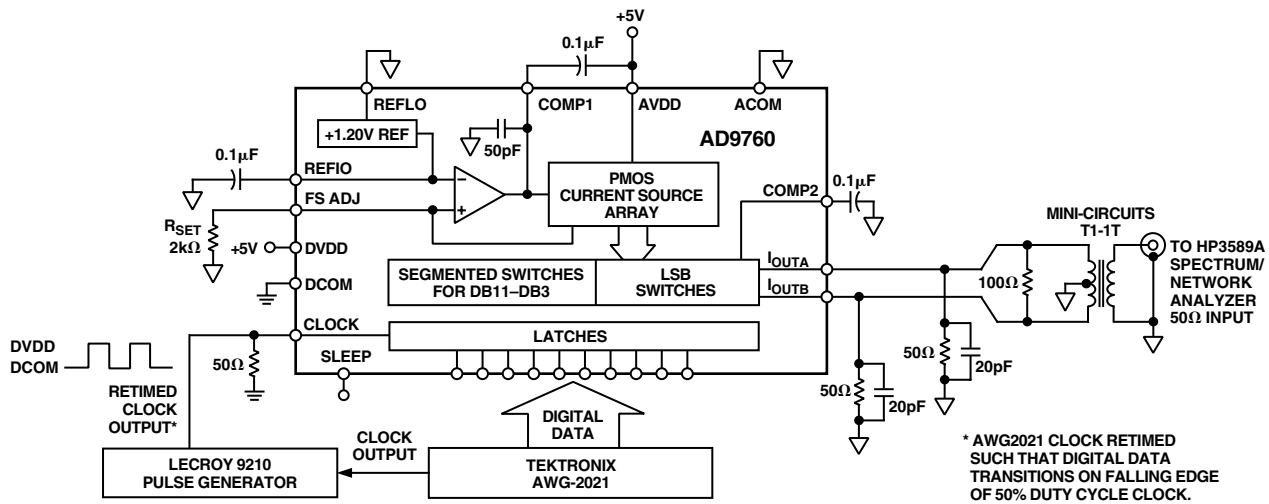 +5V
0.1μF
REFLO
COMP1
AVDD
ACOM
+1.20V REF
50pF
AD9760
0.1μF
REFIO
PMOS
CURRENT SOURCE
ARRAY
COMP2
0.1μF
FS ADJ
RSET
2kΩ
+5V
DVDD
DCOM
SEGMENTED SWITCHES
FOR DB11–DB3
LSB
SWITCHES
IOUTA
IOUTB
MINI-CIRCUITS
T1-1T
100Ω
TO HP3589A
SPECTRUM/
NETWORK
ANALYZER
50Ω INPUT
CLOCK
LATCHES
DVDD
DCOM
50Ω
SLEEP
RETIMED
CLOCK
OUTPUT*
DIGITAL
DATA
50Ω
20pF
50Ω
20pF
CLOCK
OUTPUT
LECROY 9210
PULSE GENERATOR
TEKTRONIX
AWG-2021
* AWG2021 CLOCK RETIMED
SUCH THAT DIGITAL DATA
TRANSITIONS ON FALLING EDGE
OF 50% DUTY CYCLE CLOCK.